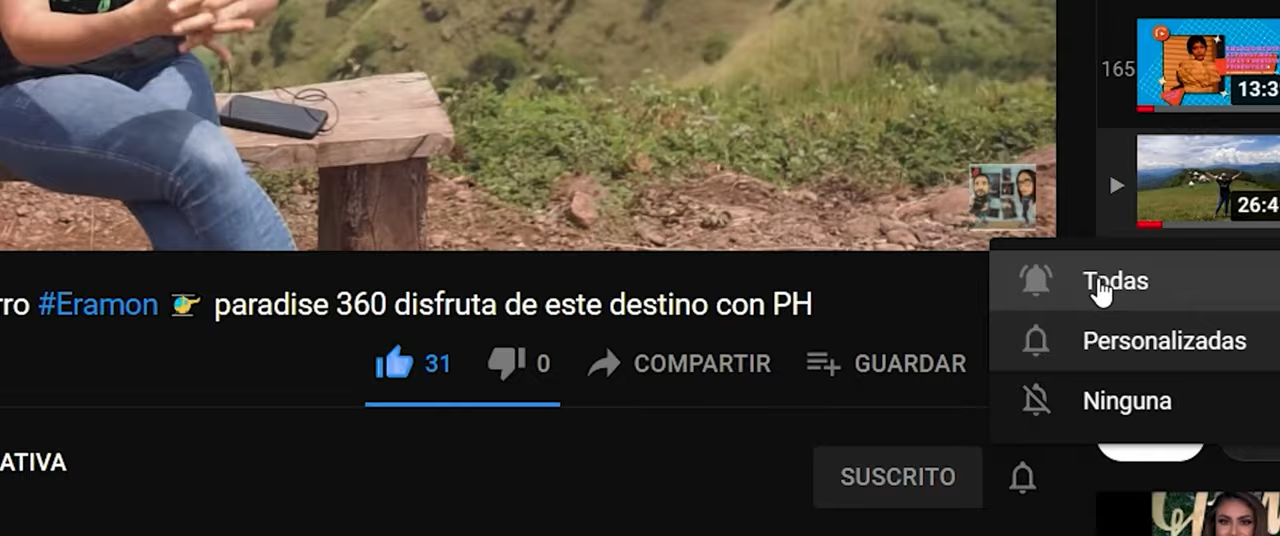 165
13:3
26:4
Todas
rro #Eramon paradise 360 disfruta de este destino con PH
Personalizadas
31 0 COMPARTIR GUARDAR
Ninguna
ATIVA
SUSCRITO